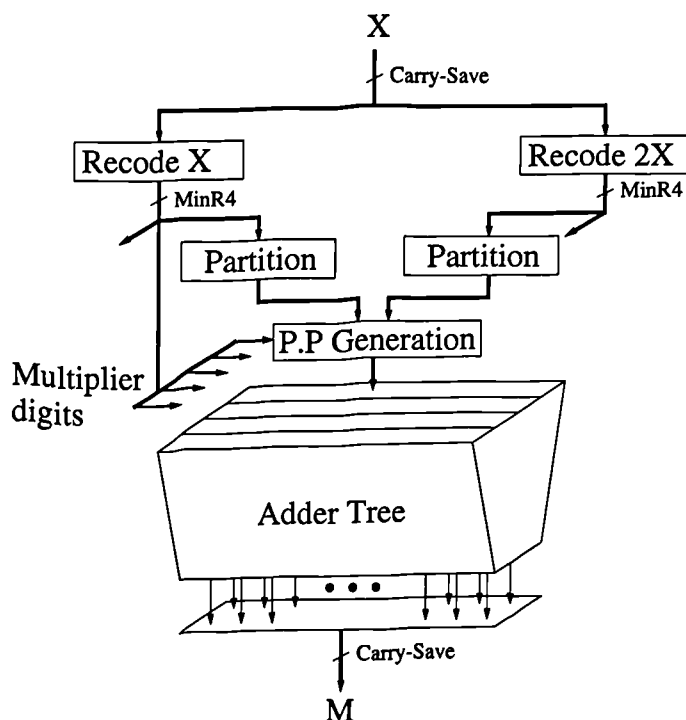 X
Carry-Save
Recode X
Recode 2X
MinR4
MinR4
Partition
Partition
P.P Generation
Multiplier
digits
Adder Tree
Carry-Save
M